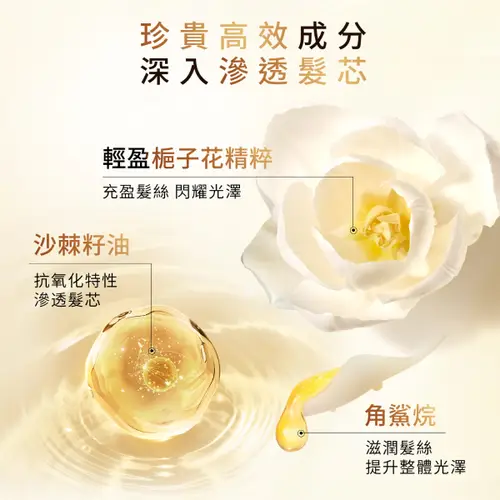 珍貴高效成分
深入滲透髮芯
輕盈梔子花精粹
充盈髮絲 閃耀光澤
沙棘籽油
抗氧化特性
滲透髮芯
角鯊烷
滋潤髮絲
提升整體光澤